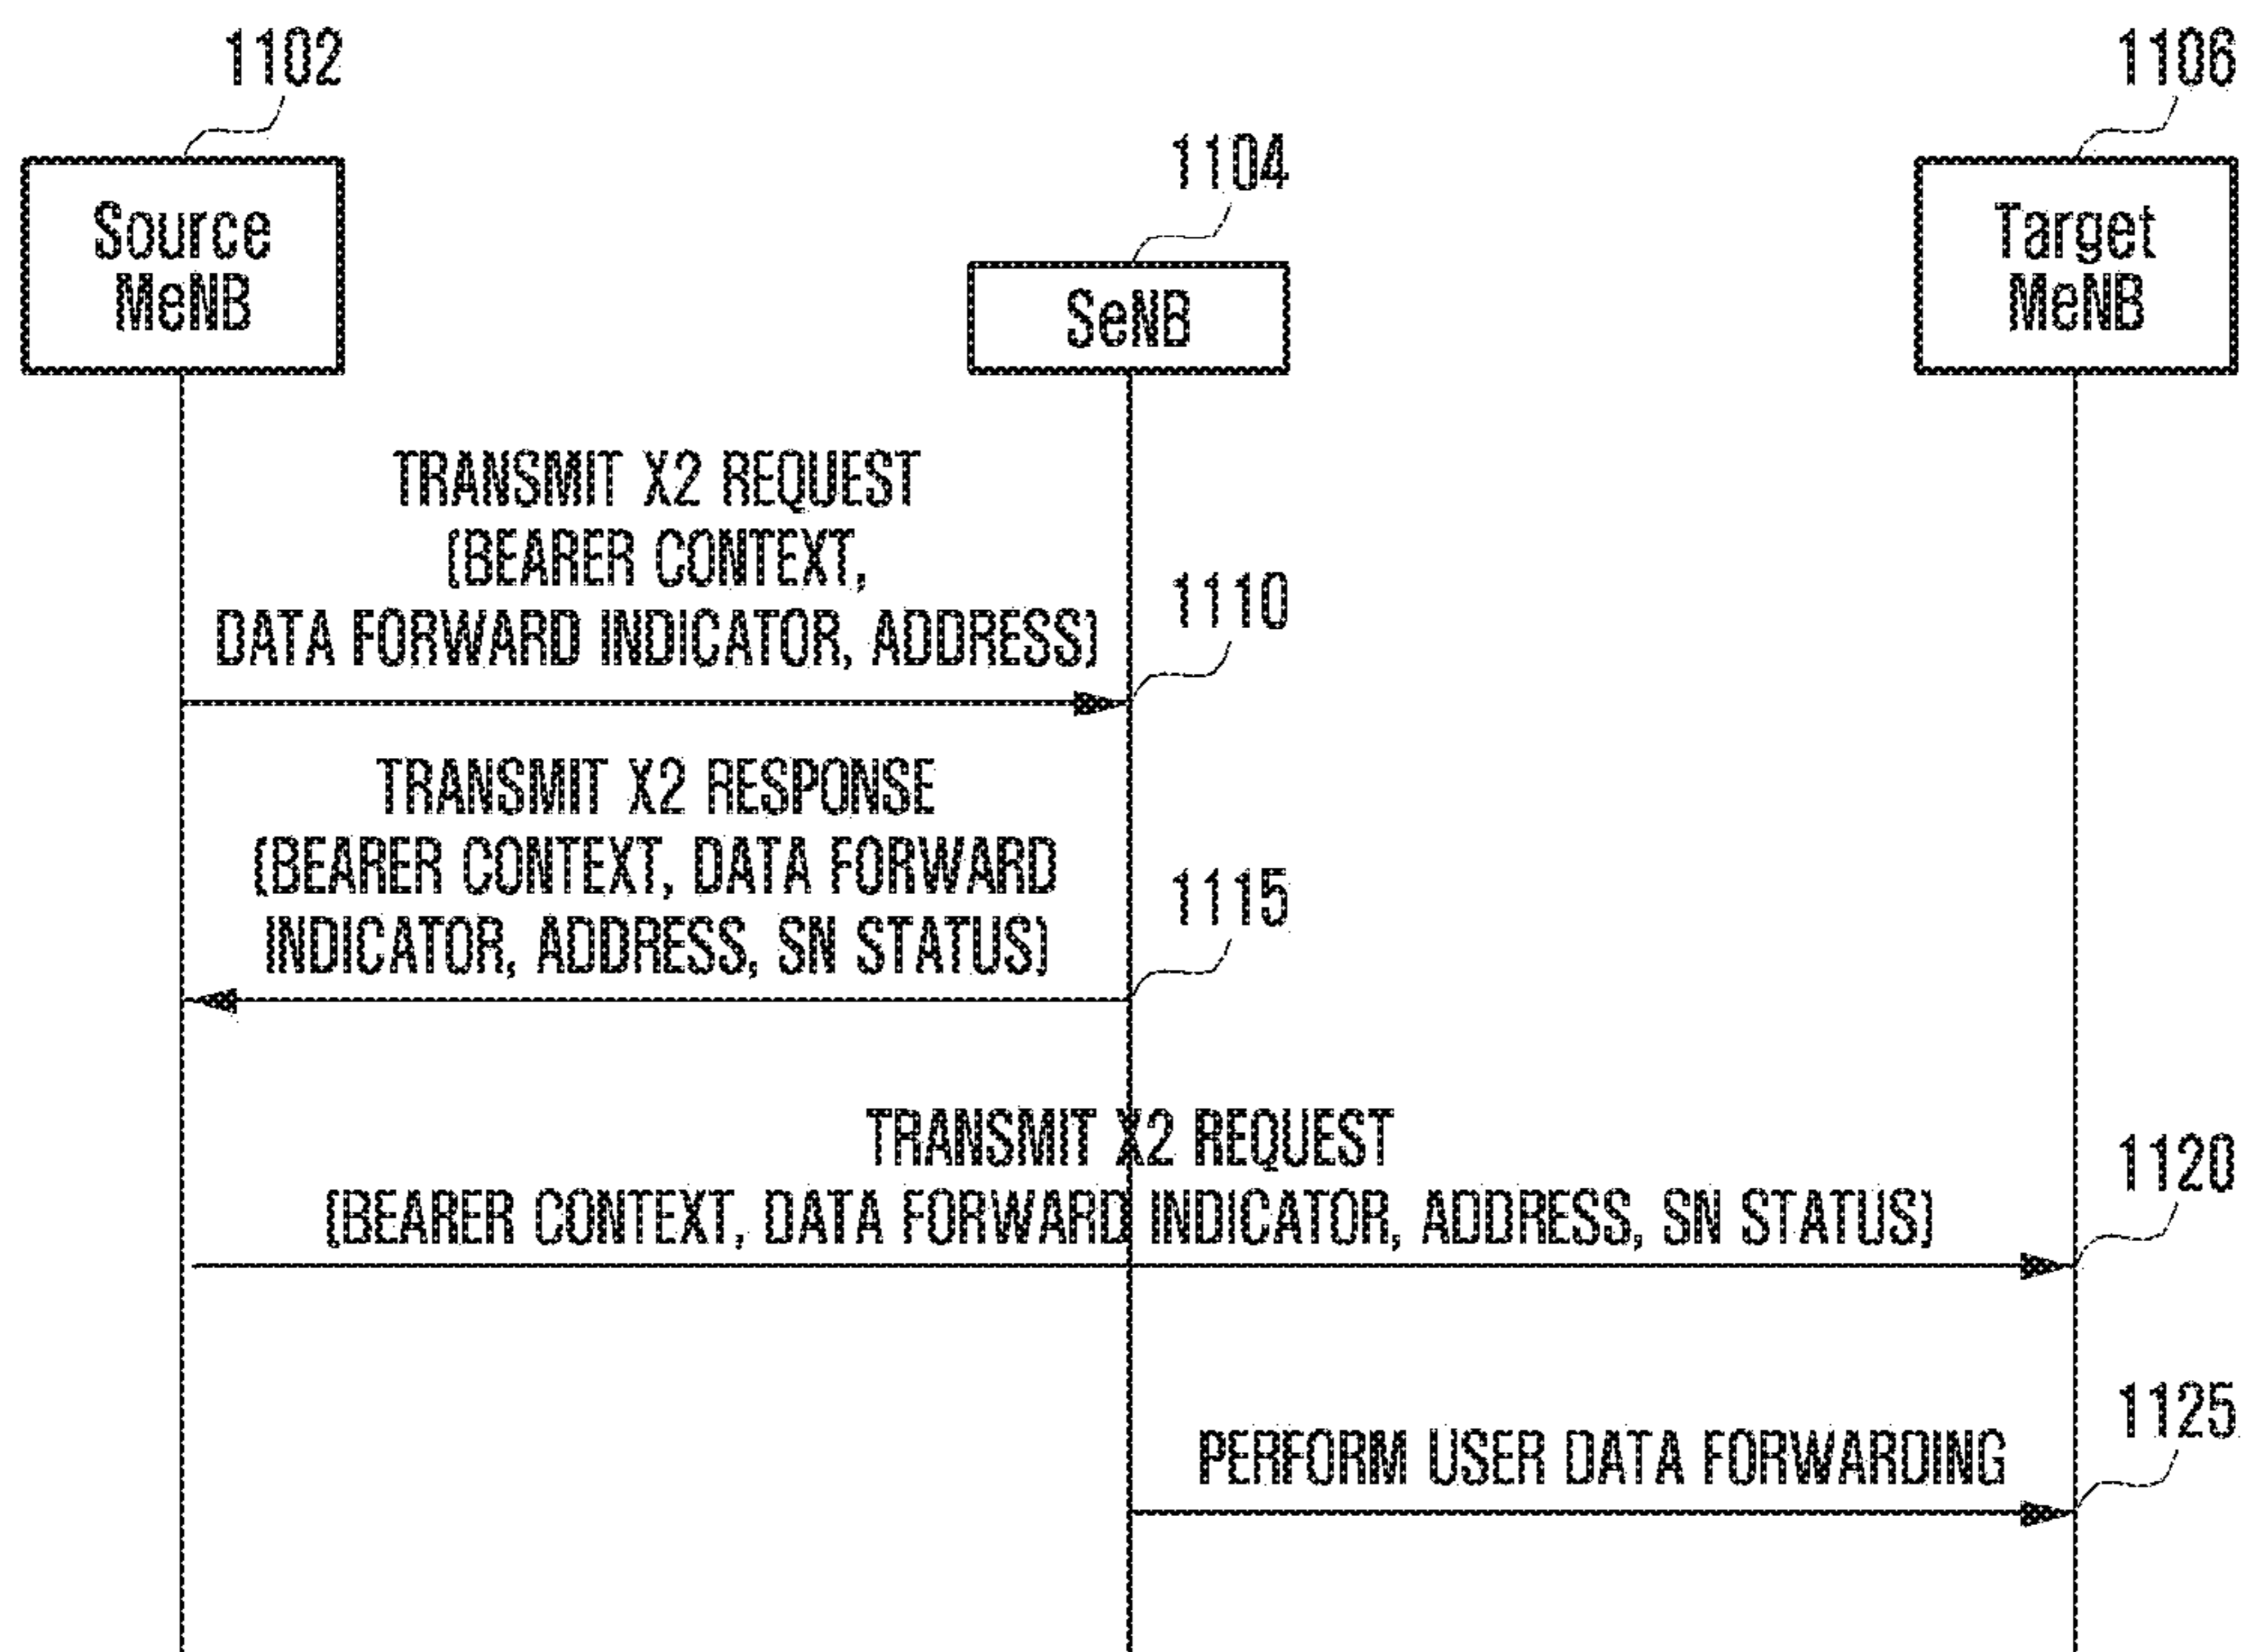 1102
1106
1104
Source
MeNB
SeNB
Target
MeNB
TRANSMIT X2 REQUEST
(BEARER CONTEXT,
DATA FORWARD INDICATOR, ADDRESS)
1110
TRANSMIT X2 RESPONSE
(BEARER CONTEXT, DATA FORWARD
INDICATOR, ADDRESS, SN STATUS)
1115
TRANSMIT X2 REQUEST
(BEARER CONTEXT, DATA FORWARD INDICATOR, ADDRESS, SN STATUS)
1120
PERFORM USER DATA FORWARDING
1125